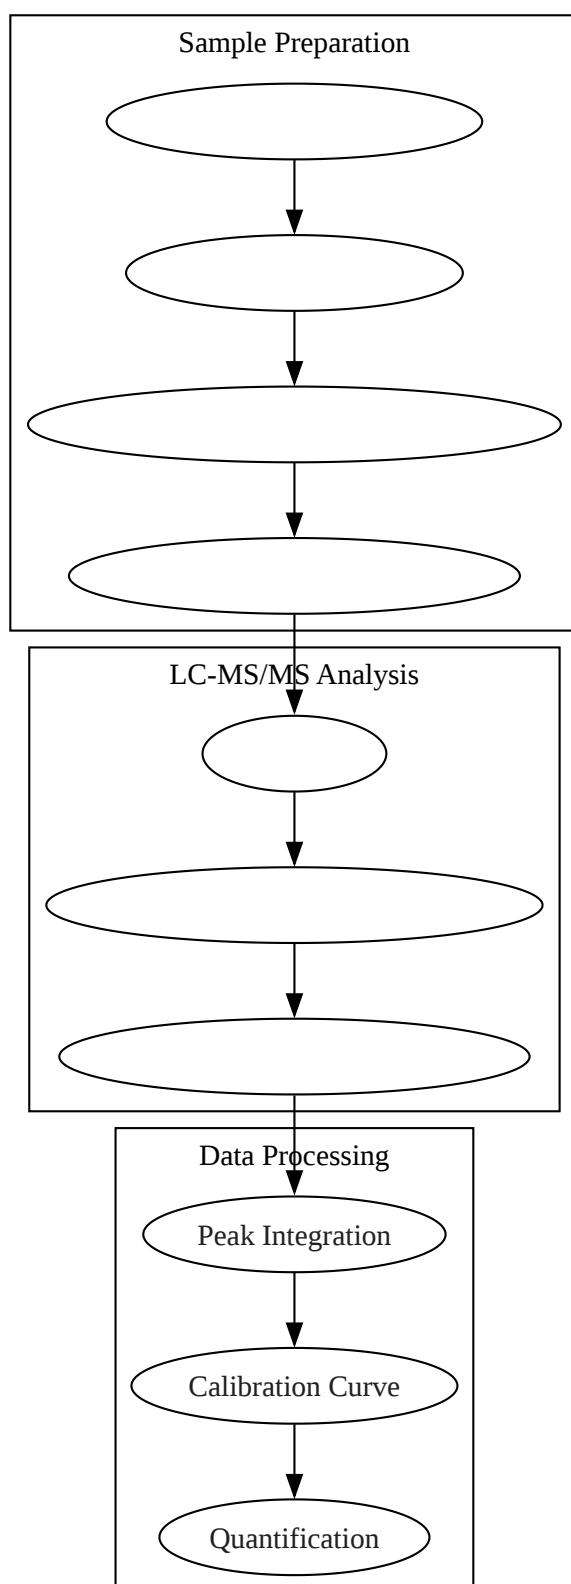 Sample Preparation
LC-MS/MS Analysis
Data Processing
Peak Integration
Calibration Curve
Quantification